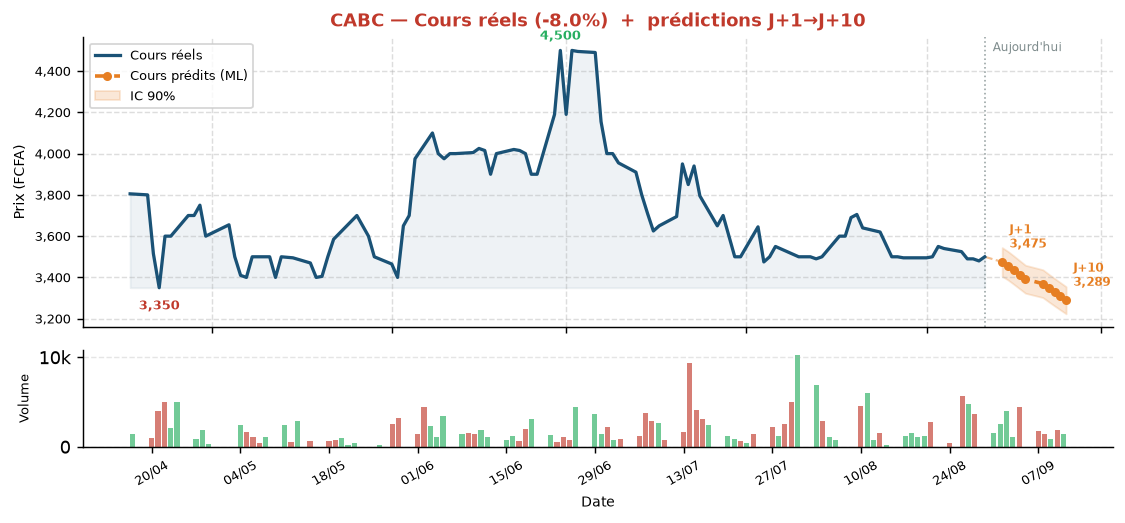 CABC — Cours réels (-8.0%)  +  prédictions J+1→J+10
4,500
Aujourd'hui
Cours réels
Cours prédits (ML)
IC 90%
Prix (FCFA)
4,400
4,200
4,000
3,800
3,600
3,400
3,200
J+1
3,475
J+10
3,289
3,350
Volume
10k
0
20/04
04/05
18/05
01/06
15/06
29/06
13/07
27/07
10/08
24/08
07/09
Date